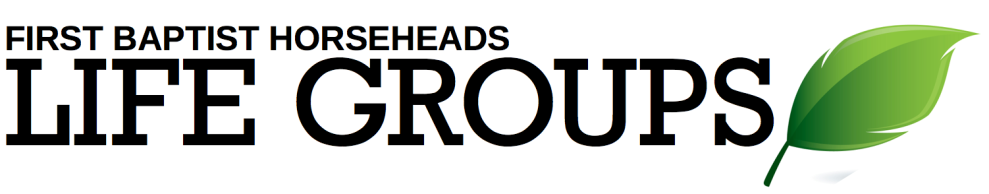 FIRST BAPTIST HORSEHEADS
LIFE GROUPS